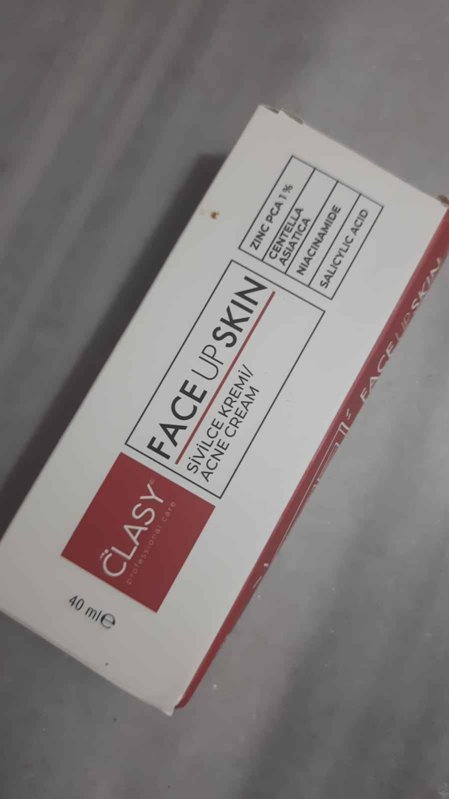 ZINC PCA 1 %
CENTELLA
ASIATICA
NIACINAMIDE
SALICYLIC ACID
FACE UP SKIN
SİVİLCE KREMİ/
ACNE CREAM
CLASY®
professional care
40 ml℮
FACE UP SKIN